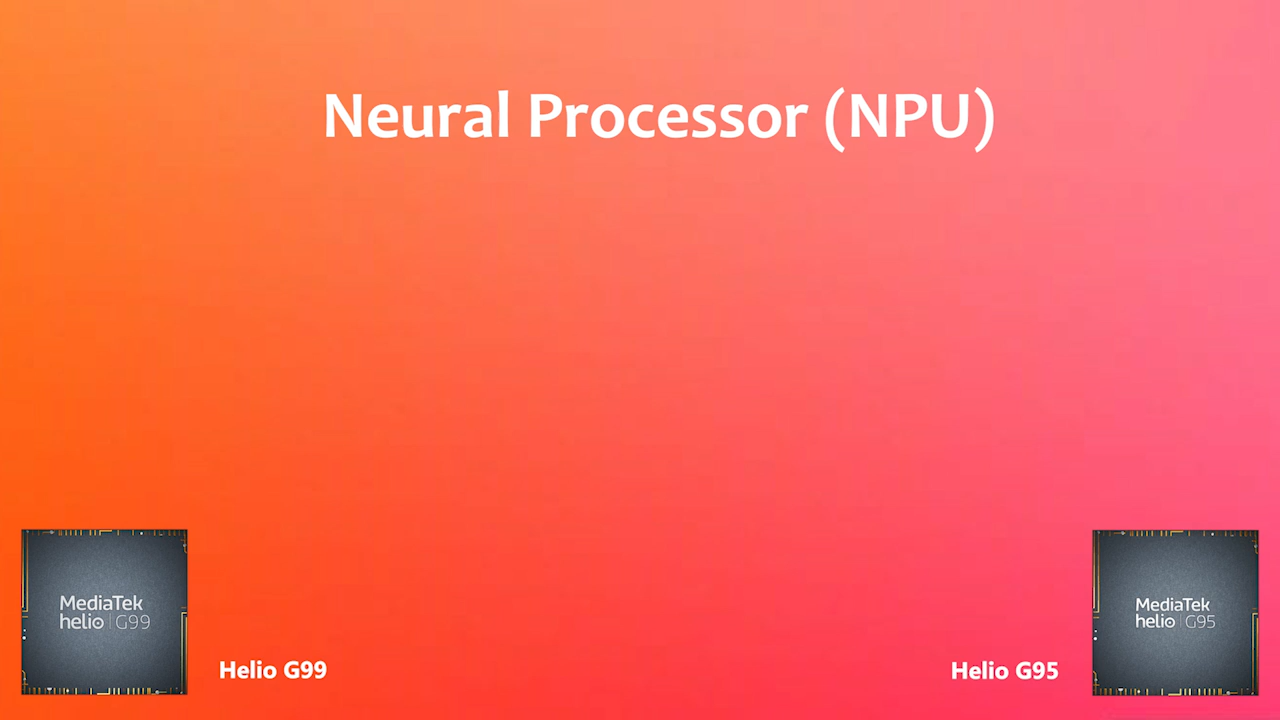 Neural Processor (NPU)
MediaTek
helio | G99
Helio G99
Helio G95
MediaTek
helio | G95